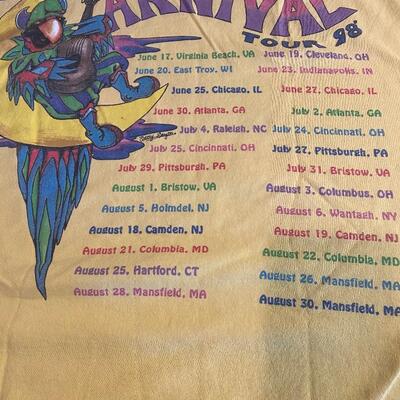 CARNIVAL
TOUR 98'
June 17, Virginia Beach, VA
June 19, Cleveland, OH
June 20, East Troy, WI
June 23, Indianapolis, IN
June 25, Chicago, IL
June 27, Chicago, IL
June 30, Atlanta, GA
July 2, Atlanta, GA
July 4, Raleigh, NC
July 24, Cincinnati, OH
July 25, Cincinnati, OH
July 27, Pittsburgh, PA
July 29, Pittsburgh, PA
July 31, Bristow, VA
August 1, Bristow, VA
August 3, Columbus, OH
August 5, Holmdel, NJ
August 6, Wantagh, NY
August 18, Camden, NJ
August 19, Camden, NJ
August 21, Columbia, MD
August 22, Columbia, MD
August 25, Hartford, CT
August 26, Mansfield, MA
August 28, Mansfield, MA
August 30, Mansfield, MA